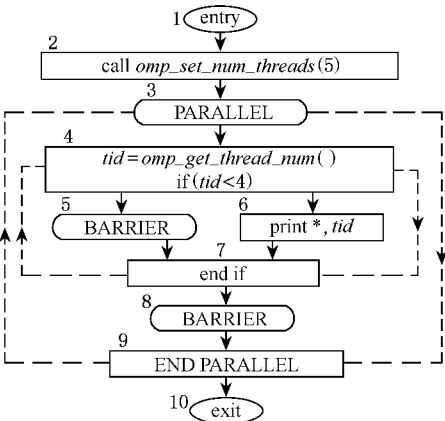 1 entry
2
call omp_set_num_threads(5)
3
PARALLEL
4
tid=omp_get_thread_num( )
if(tid<4)
5 6
BARRIER print *, tid
7
end if
8
BARRIER
9
END PARALLEL
10 exit